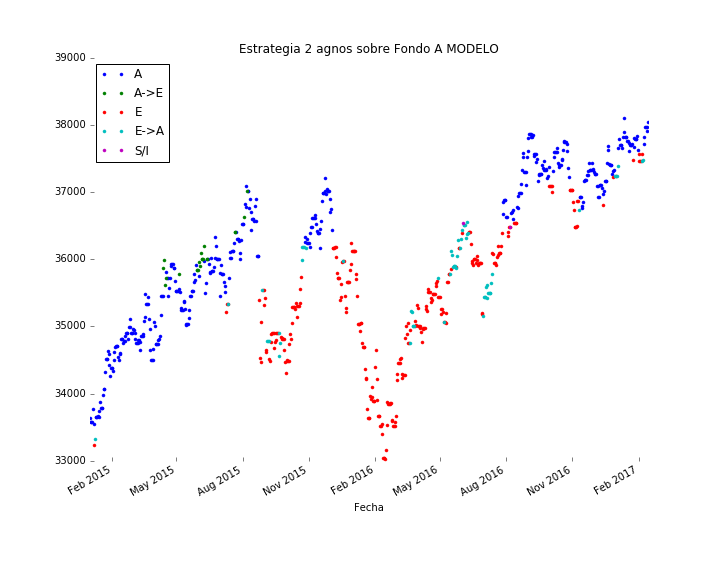 Estrategia 2 agnos sobre Fondo A MODELO
39000
38000
37000
36000
35000
34000
33000
A
A->E
E
E->A
S/I
Feb 2015
May 2015
Aug 2015
Nov 2015
Feb 2016
May 2016
Aug 2016
Nov 2016
Feb 2017
Fecha